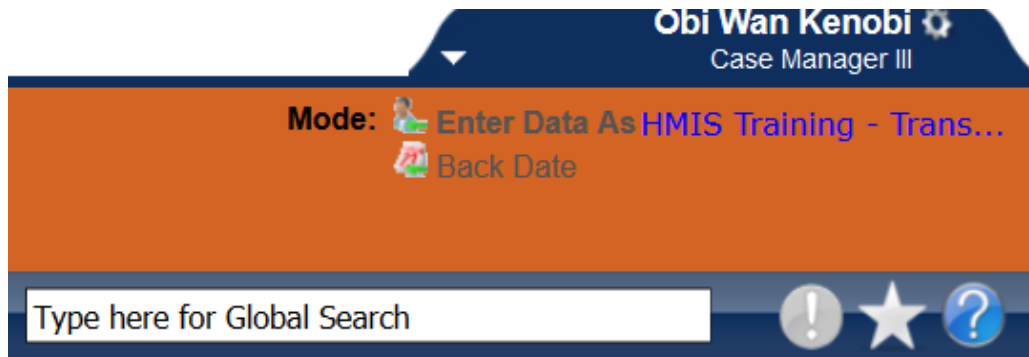 Obi Wan Kenobi
Case Manager III
Mode: Enter Data As HMIS Training - Trans...
Back Date
Type here for Global Search